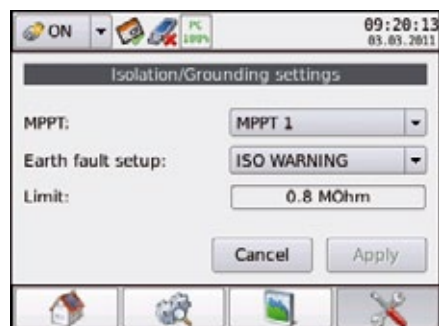 ON
PC
100%
09:20:13
03.03.2011
Isolation/Grounding settings
MPPT:
MPPT 1
Earth fault setup:
ISO WARNING
Limit:
0.8 MOhm
Cancel
Apply